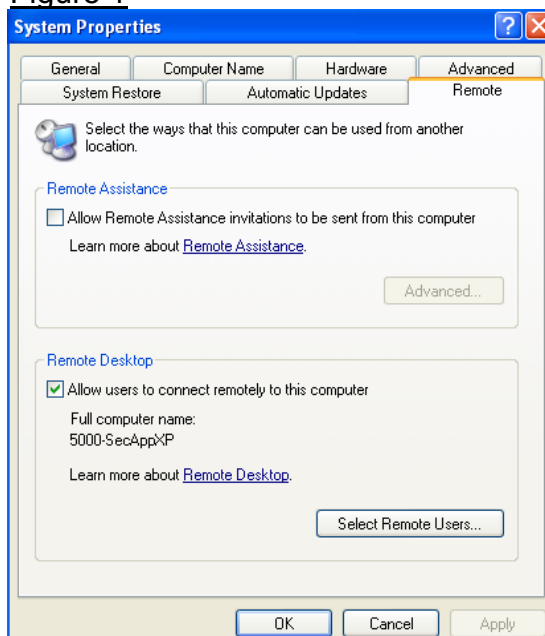 System Properties
General Computer Name Hardware Advanced
System Restore Automatic Updates Remote
Select the ways that this computer can be used from another
location.
Remote Assistance
Allow Remote Assistance invitations to be sent from this computer
Learn more about Remote Assistance.
Advanced...
Remote Desktop
Allow users to connect remotely to this computer
Full computer name:
5000-SecAppXP
Learn more about Remote Desktop.
Select Remote Users...
OK Cancel Apply